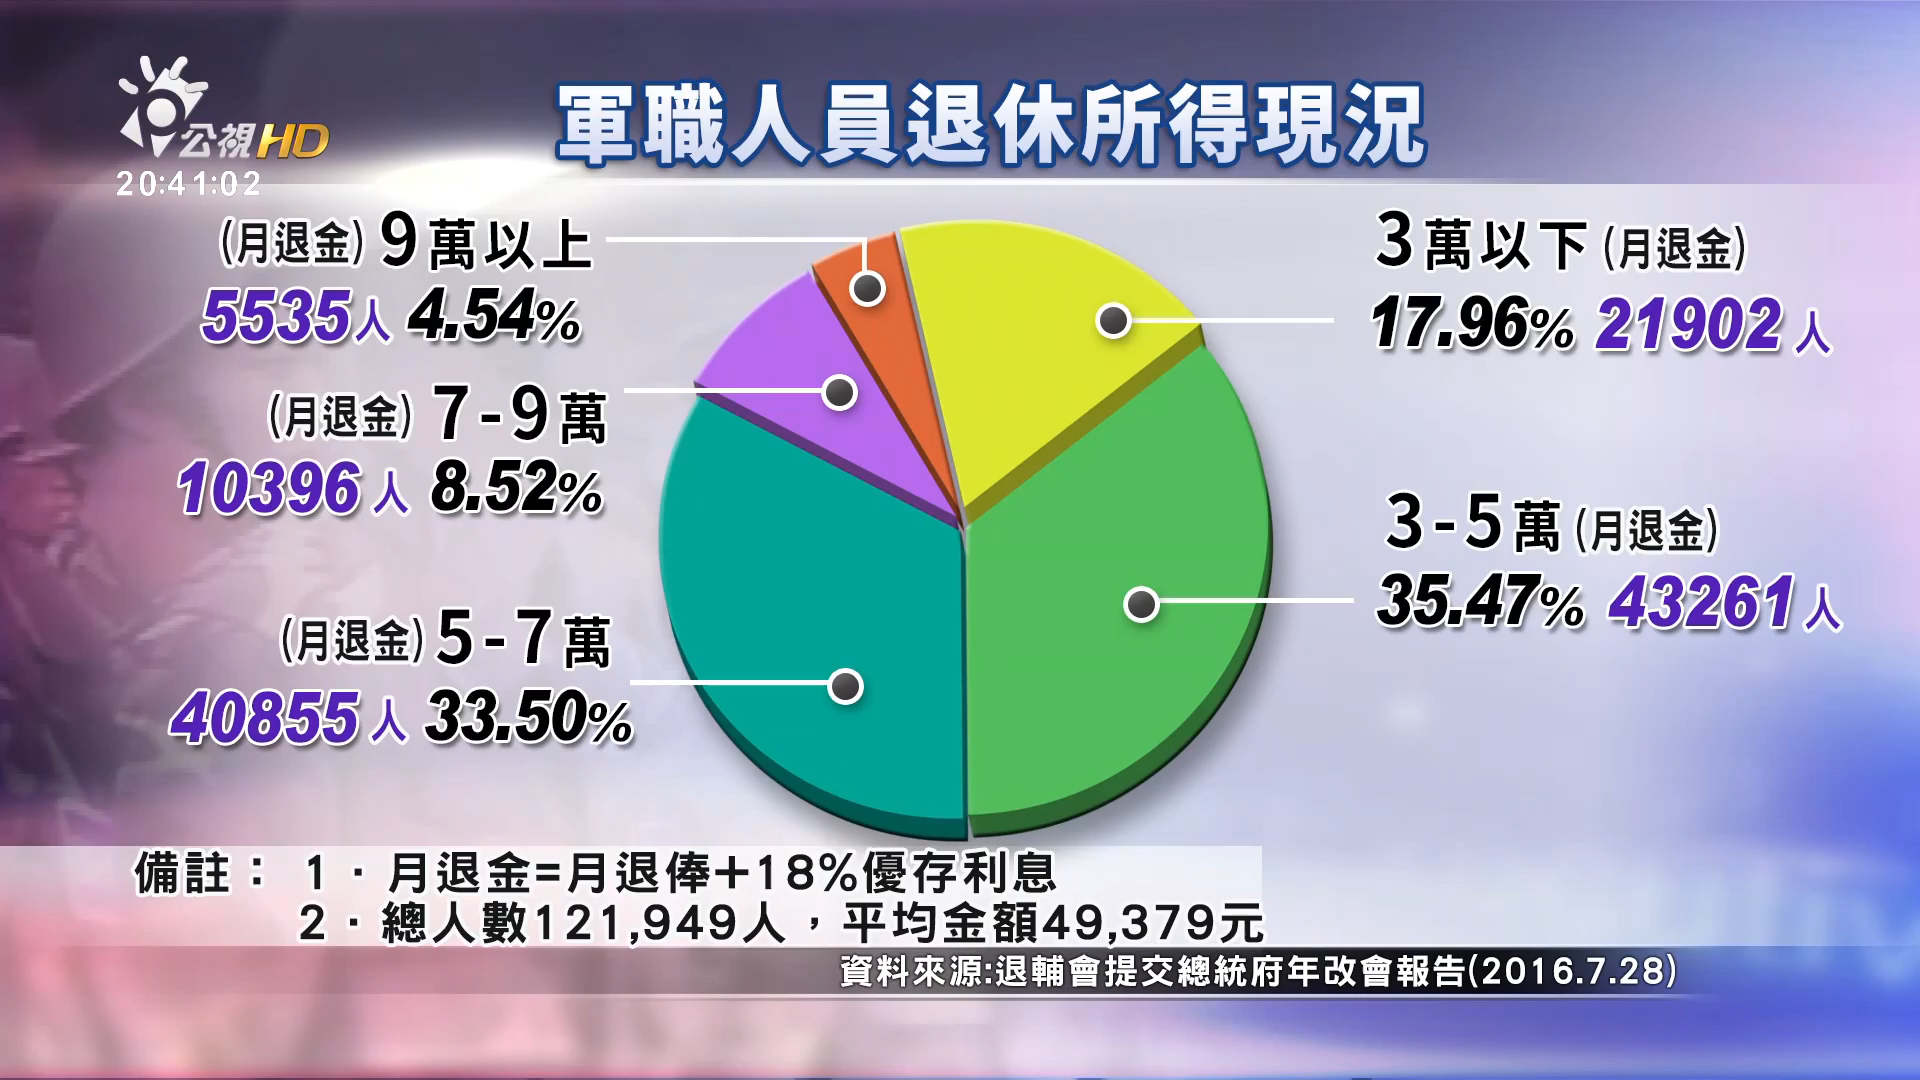 公視HD
20:41:02
軍職人員退休所得現況
(月退金) 9萬以上
5535人 4.54%
(月退金) 7-9萬
10396人 8.52%
(月退金) 5-7萬
40855人 33.50%
3萬以下 (月退金)
17.96% 21902人
3-5萬 (月退金)
35.47% 43261人
備註： 1．月退金=月退俸+18%優存利息
2．總人數121,949人，平均金額49,379元
資料來源:退輔會提交總統府年改會報告(2016.7.28)